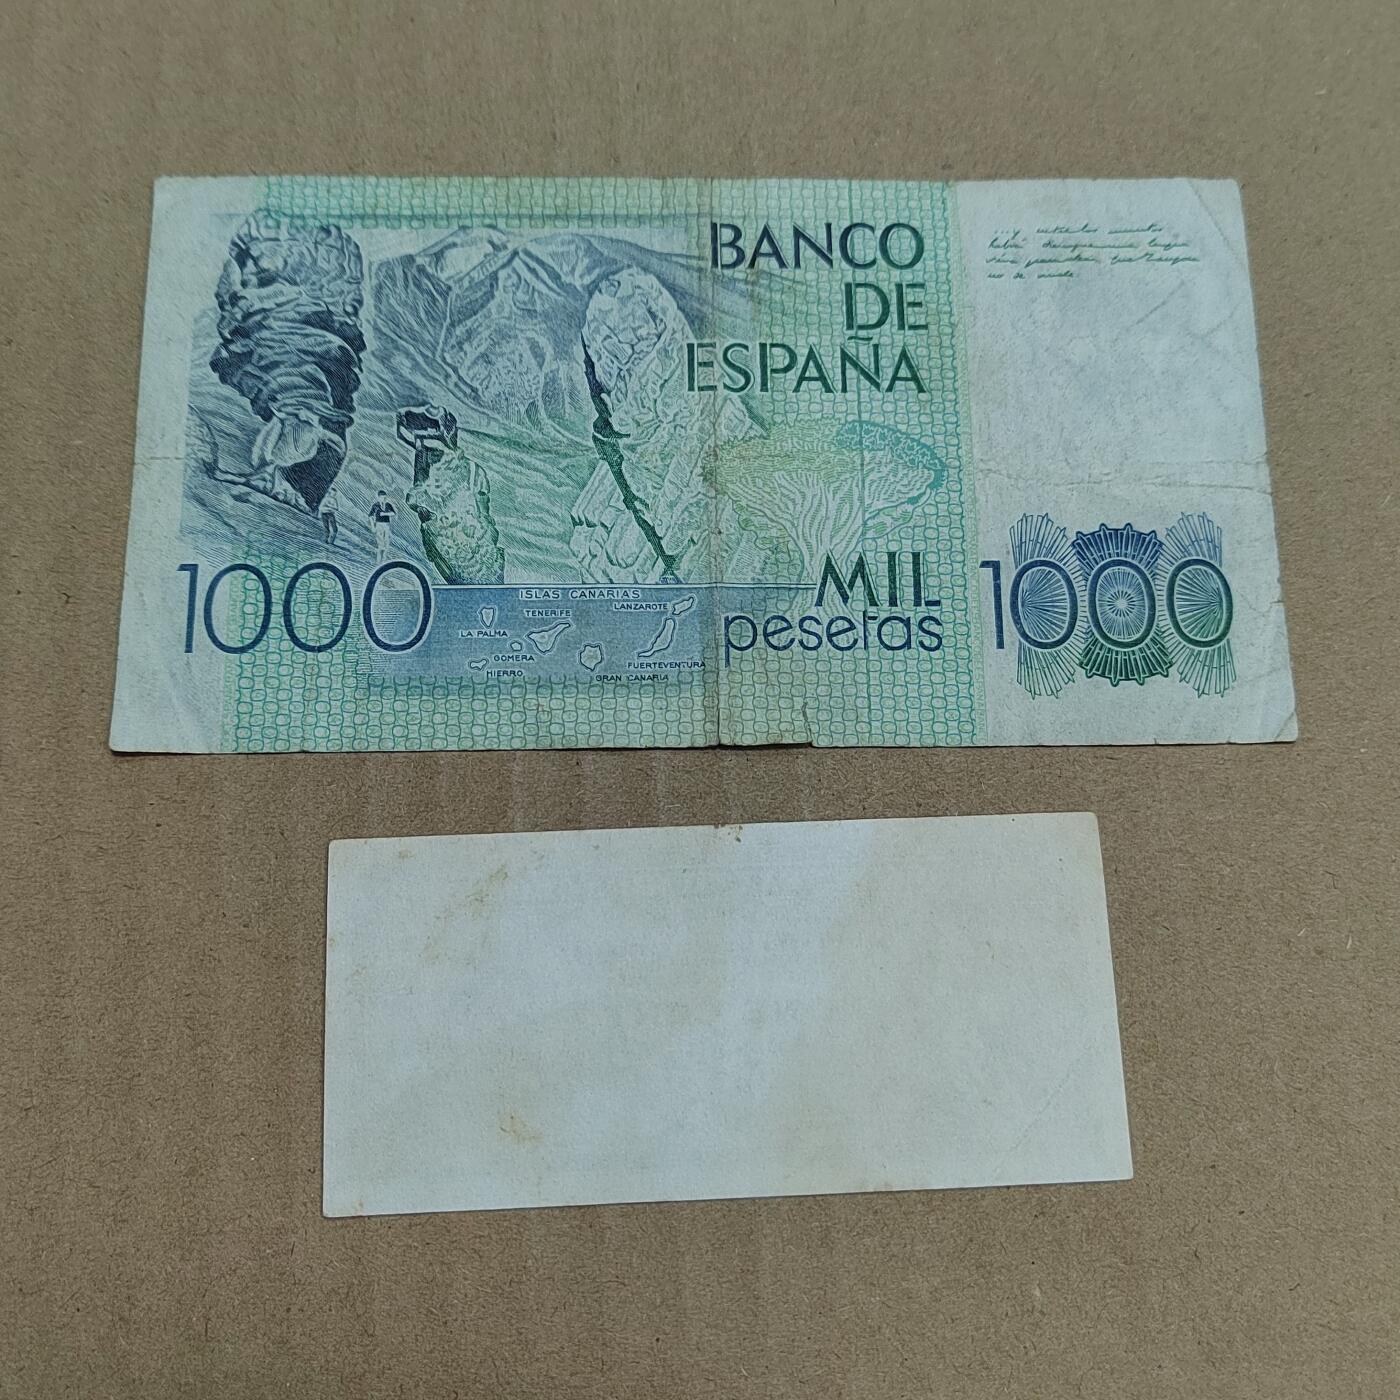 BANCO
DE
ESPAÑA
...y
1000
ISLAS CANARIAS
LANZAROTE
TENERIFE
LA PALMA
GOMERA
FUERTEVENTURA
HIERRO
GRAN CANARIA
MIL
pesetas
1000